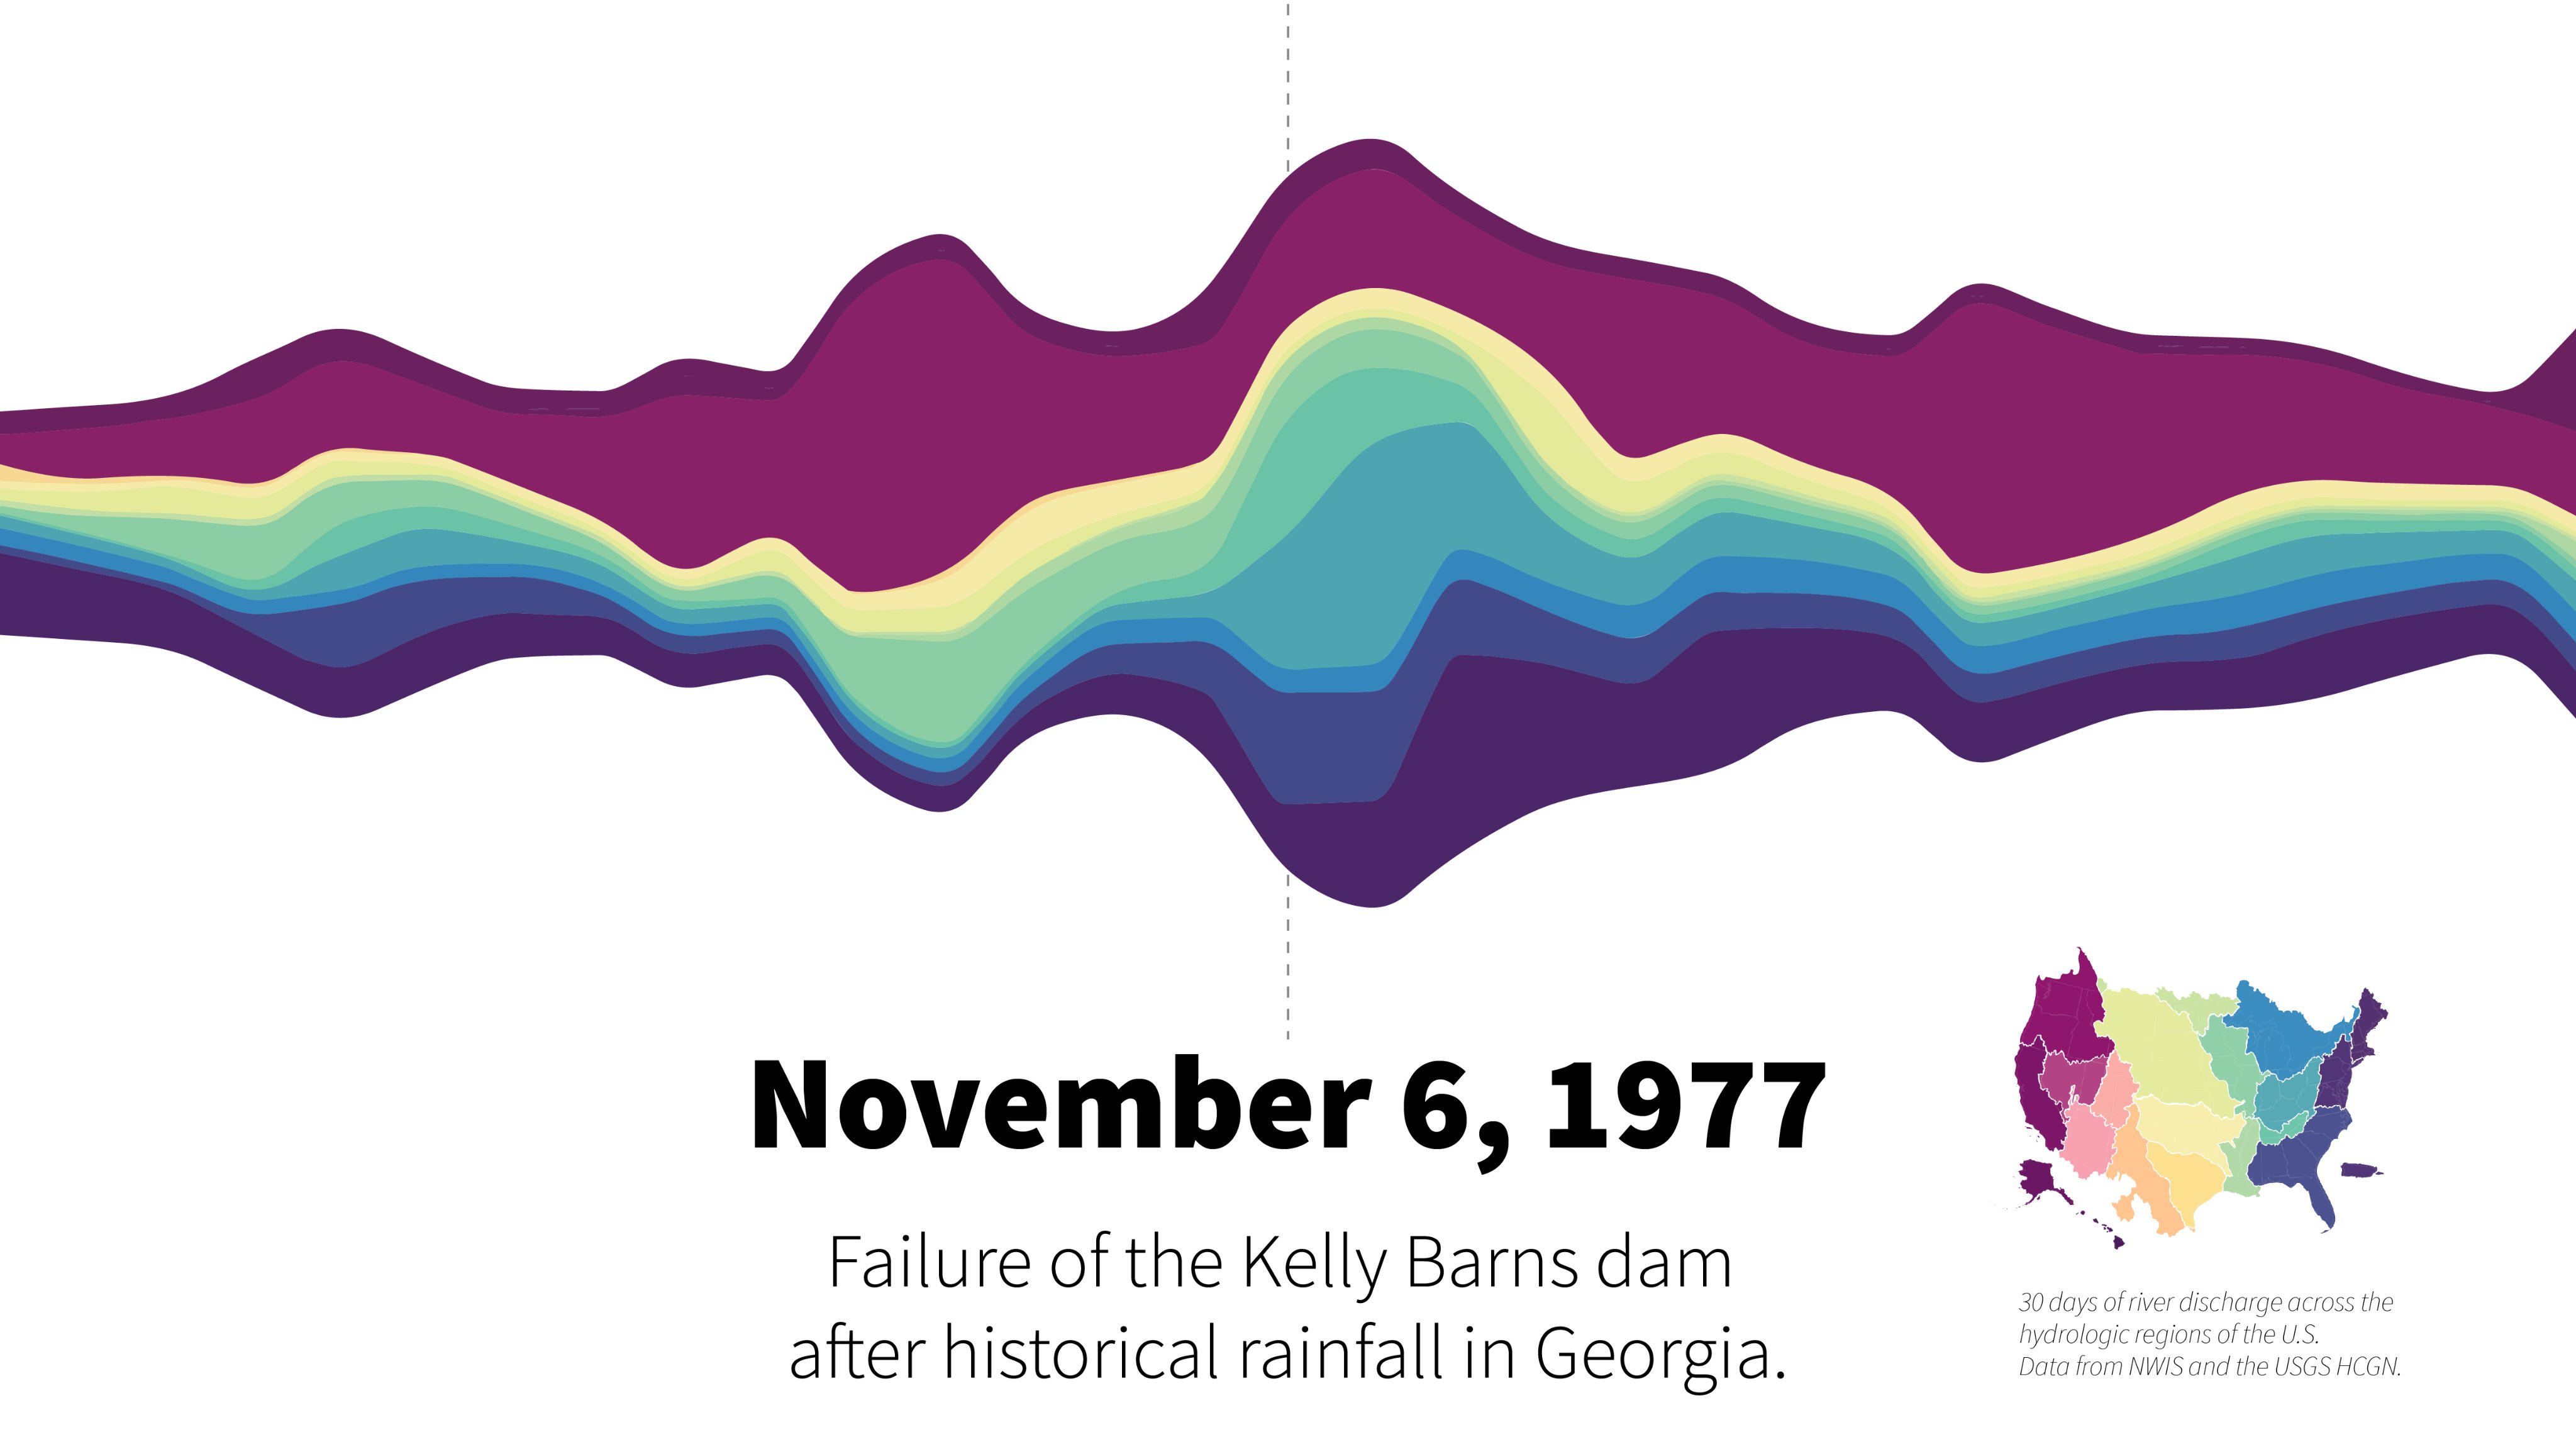 November 6, 1977
Failure of the Kelly Barns dam
after historical rainfall in Georgia.
30 days of river discharge across the
hydrologic regions of the U.S.
Data from NWIS and the USGS HCGN.